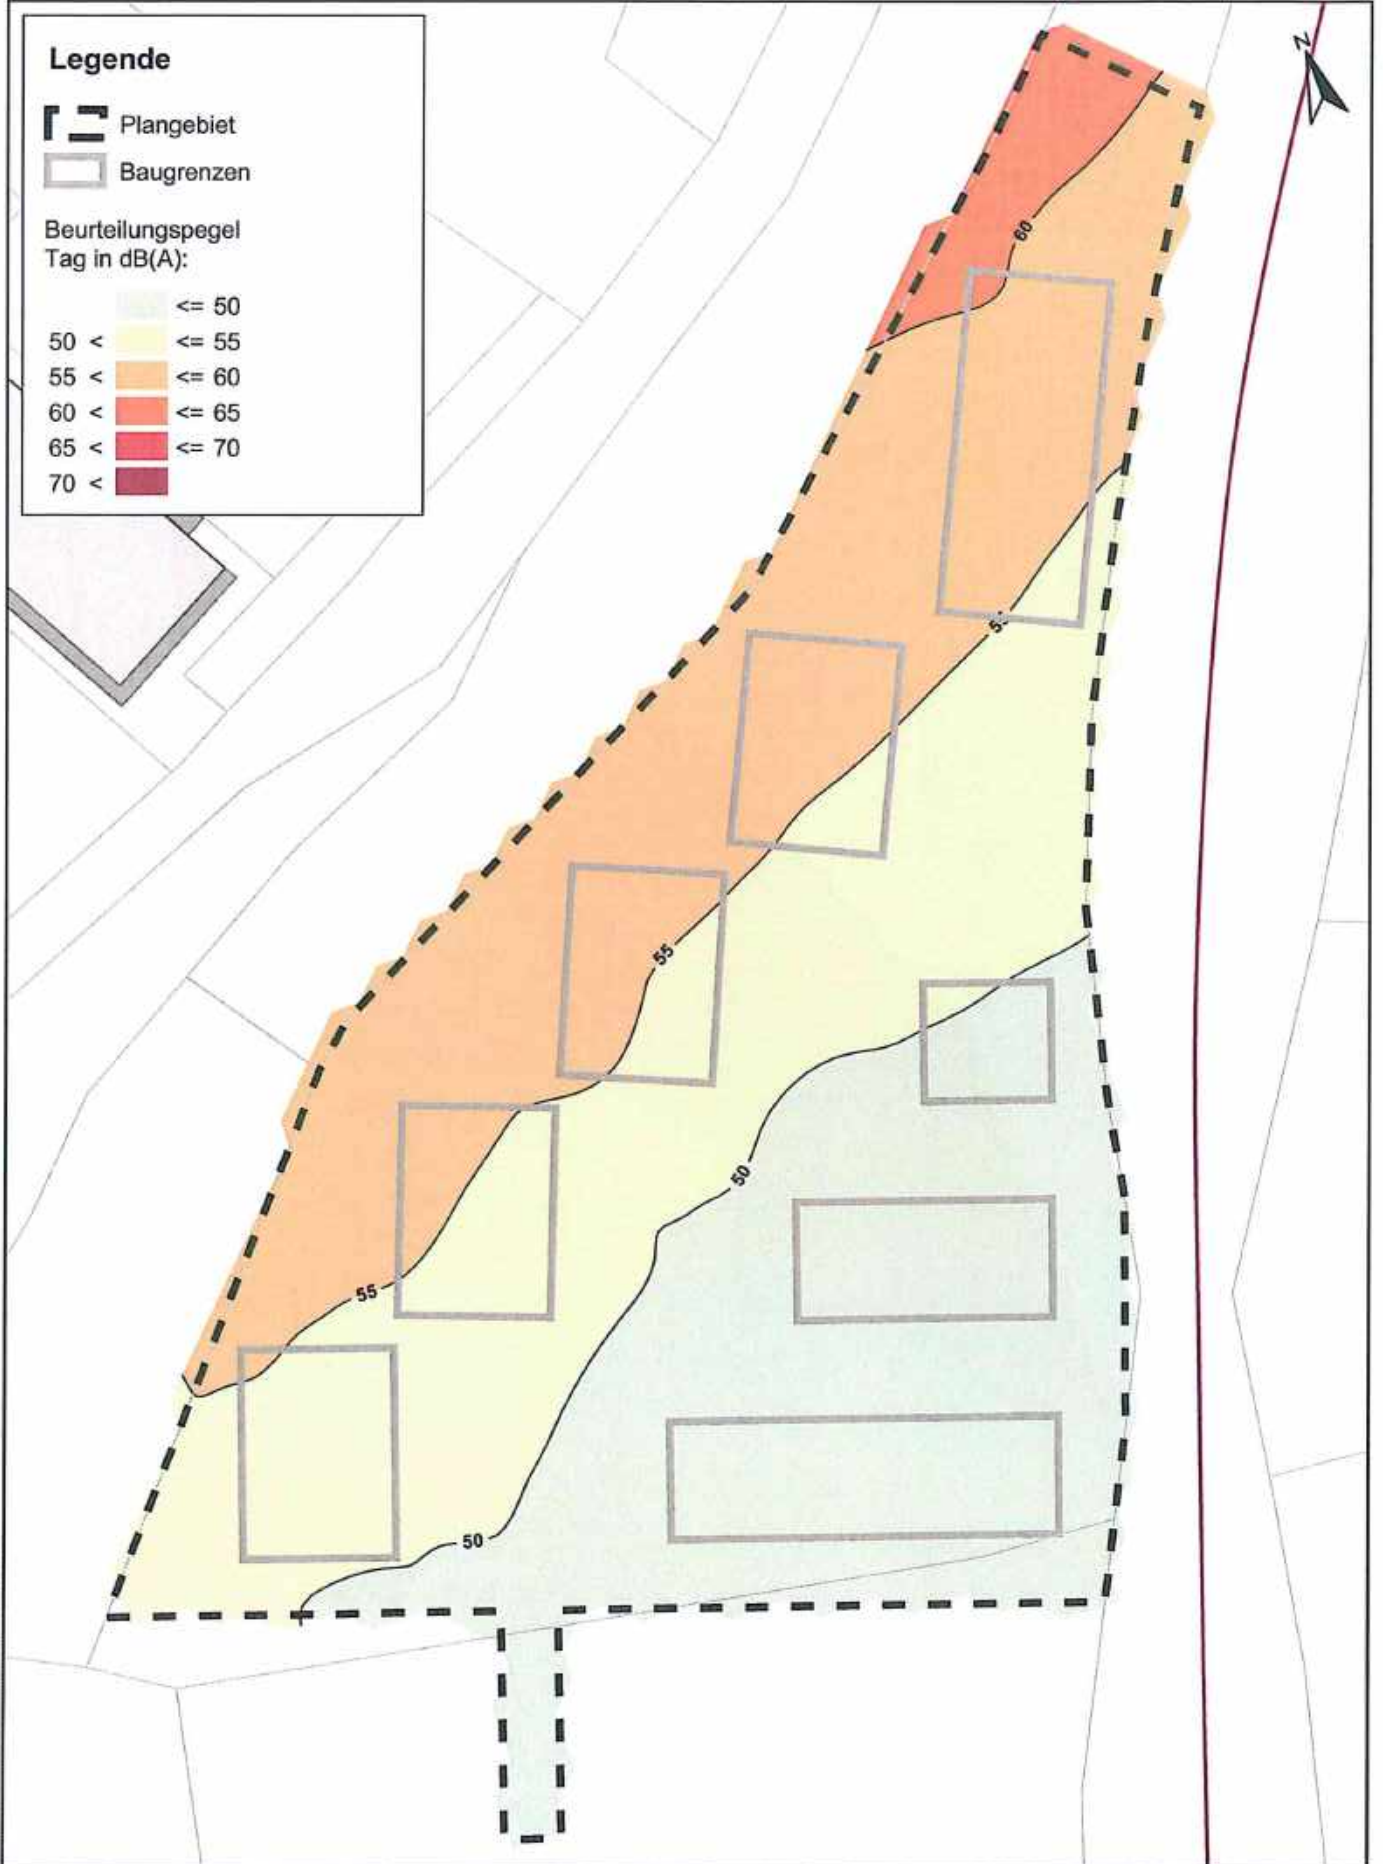 Legende
Plangebiet
Baugrenzen
Beurteilungspegel
Tag in dB(A):
<= 50
50 < <= 55
55 < <= 60
60 < <= 65
65 < <= 70
70 <
N
60
55
55
50
55
50